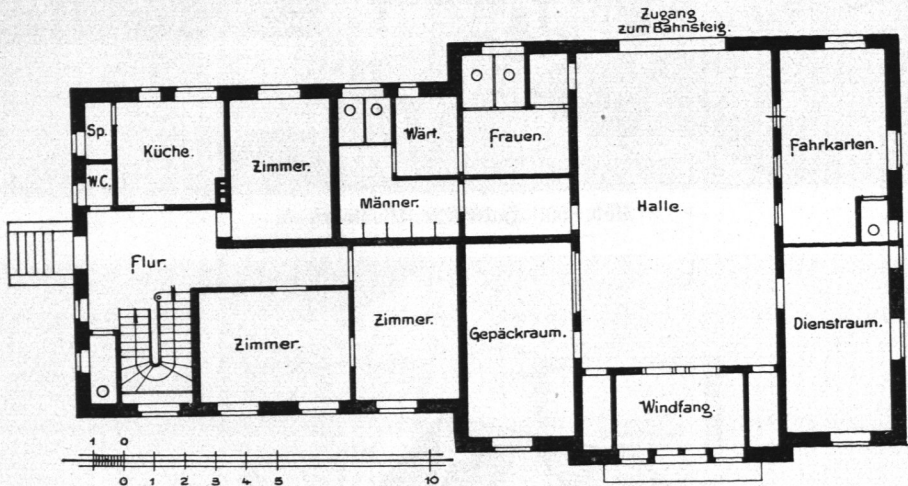 Zugang
zum Bahnsteig.
Sp.
Küche.
Zimmer.
Wärt.
Frauen.
Fahrkarten.
W.C.
Männer.
Halle.
Flur.
Zimmer.
Zimmer.
Gepäckraum.
Dienstraum.
Windfang.
1 0
0 1 2 3 4 5 10